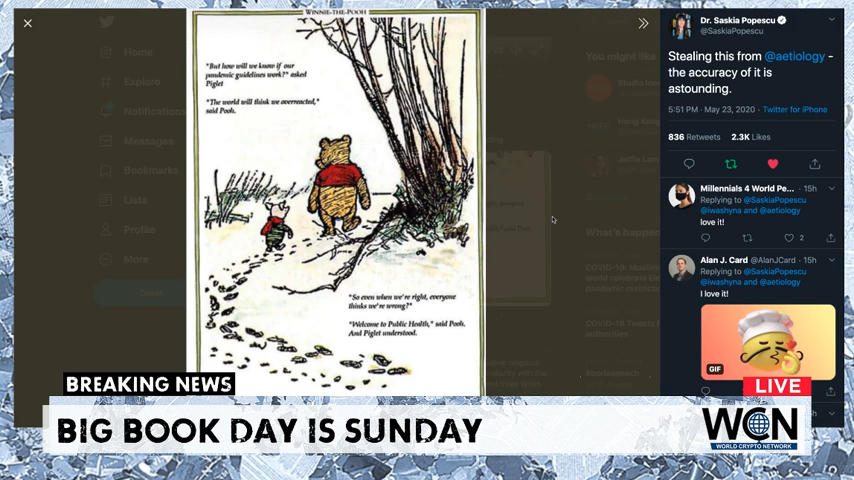 WINNIE-THE-POOH
"But how will we know if our
pandemic guidelines work?" asked
Piglet
"The world will think we overreacted,"
said Pooh.
"So even when we're right, everyone
thinks we're wrong?"
"Welcome to Public Health," said Pooh.
And Piglet understood.
Home
Explore
Notifications
Messages
Bookmarks
Lists
Profile
More
Tweet
You might like
What's happen
Dr. Saskia Popescu
@SaskiaPopescu
Stealing this from @aetiology -
the accuracy of it is
astounding.
5:51 PM · May 23, 2020 · Twitter for iPhone
836 Retweets 2.3K Likes
Millennials 4 World Pe... · 15h
Replying to @SaskiaPopescu
@iwashyna and @aetiology
love it!
2
Alan J. Card @AlanJCard · 15h
Replying to @SaskiaPopescu
@iwashyna and @aetiology
I love it!
GIF
BREAKING NEWS
LIVE
BIG BOOK DAY IS SUNDAY
WCN
WORLD CRYPTO NETWORK